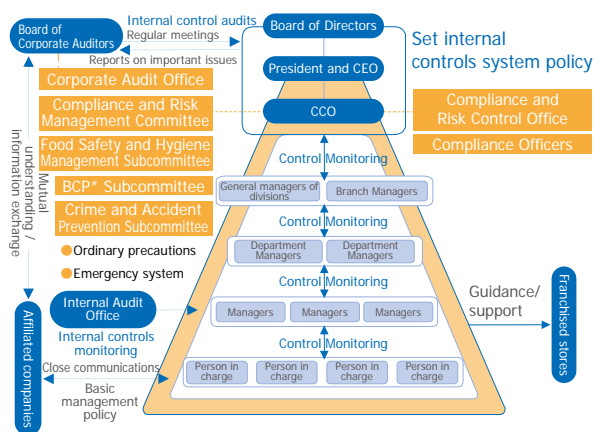 Board of
Corporate Auditors
Internal control audits
Regular meetings
Reports on important issues
Board of Directors
President and CEO
CCO
Set internal
controls system policy
Corporate Audit Office
Compliance and Risk
Management Committee
Food Safety and Hygiene
Management Subcommittee
BCP* Subcommittee
Crime and Accident
Prevention Subcommittee
Ordinary precautions
Emergency system
Compliance and
Risk Control Office
Compliance Officers
Mutual
understanding /
information exchange
Control Monitoring
General managers of
divisions
Branch Managers
Control Monitoring
Department
Managers
Department
Managers
Control Monitoring
Internal Audit
Office
Internal controls
monitoring
Managers
Managers
Managers
Control Monitoring
Person in
charge
Person in
charge
Person in
charge
Person in
charge
Affiliated companies
Close communications
Basic
management
policy
Guidance/
support
Franchised stores